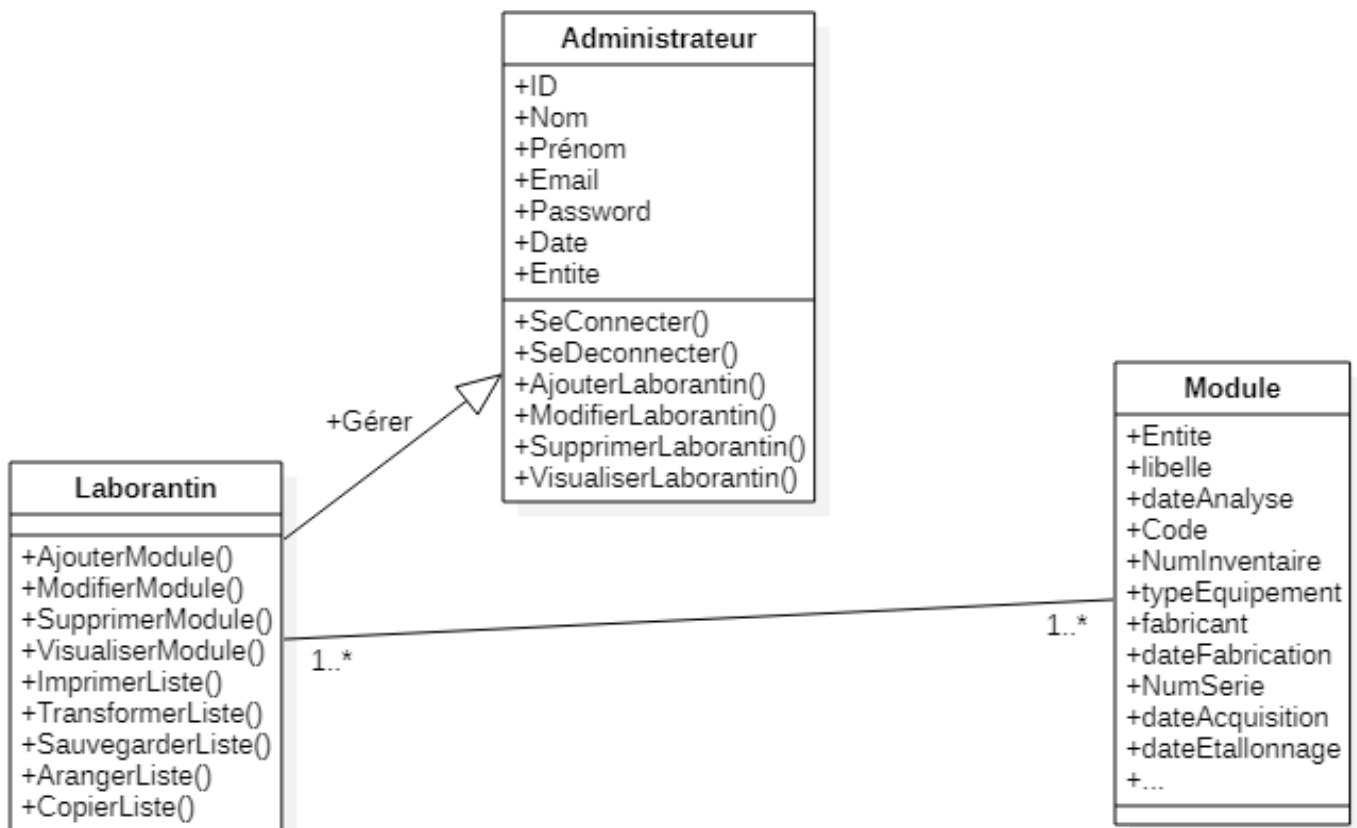 Administrateur
+ID
+Nom
+Prénom
+Email
+Password
+Date
+Entite
+SeConnecter()
+SeDeconnecter()
+AjouterLaborantin()
+ModifierLaborantin()
+SupprimerLaborantin()
+VisualiserLaborantin()
+Gérer
Laborantin
+AjouterModule()
+ModifierModule()
+SupprimerModule()
+VisualiserModule()
+ImprimerListe()
+TransformerListe()
+SauvegarderListe()
+ArangerListe()
+CopierListe()
1..*
1..*
Module
+Entite
+libelle
+dateAnalyse
+Code
+NumInventaire
+typeEquipement
+fabricant
+dateFabrication
+NumSerie
+dateAcquisition
+dateEtallonnage
+...